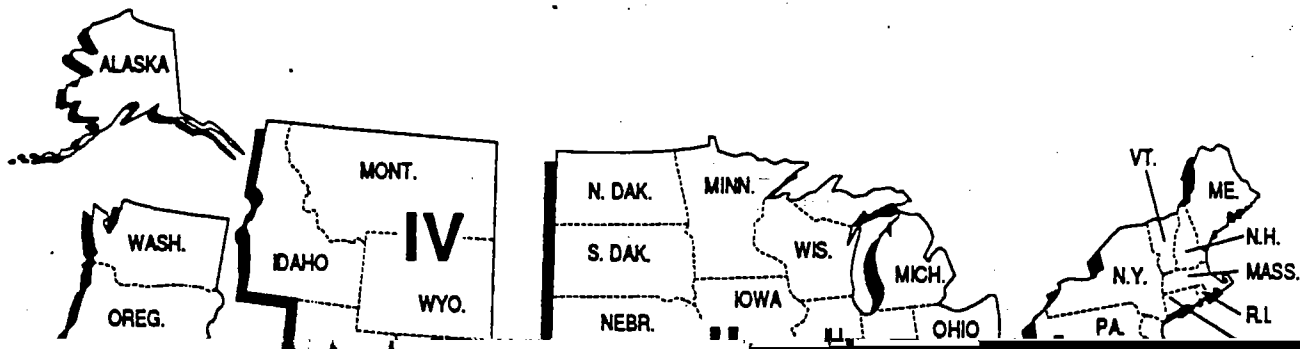 ALASKA
VT.
MONT.
N. DAK.
MINN.
ME.
IV
WASH.
N.H.
IDAHO
S. DAK.
WIS.
MICH.
N.Y.
MASS.
WYO.
IOWA
OREG.
NEBR.
OHIO
PA.
R.I.